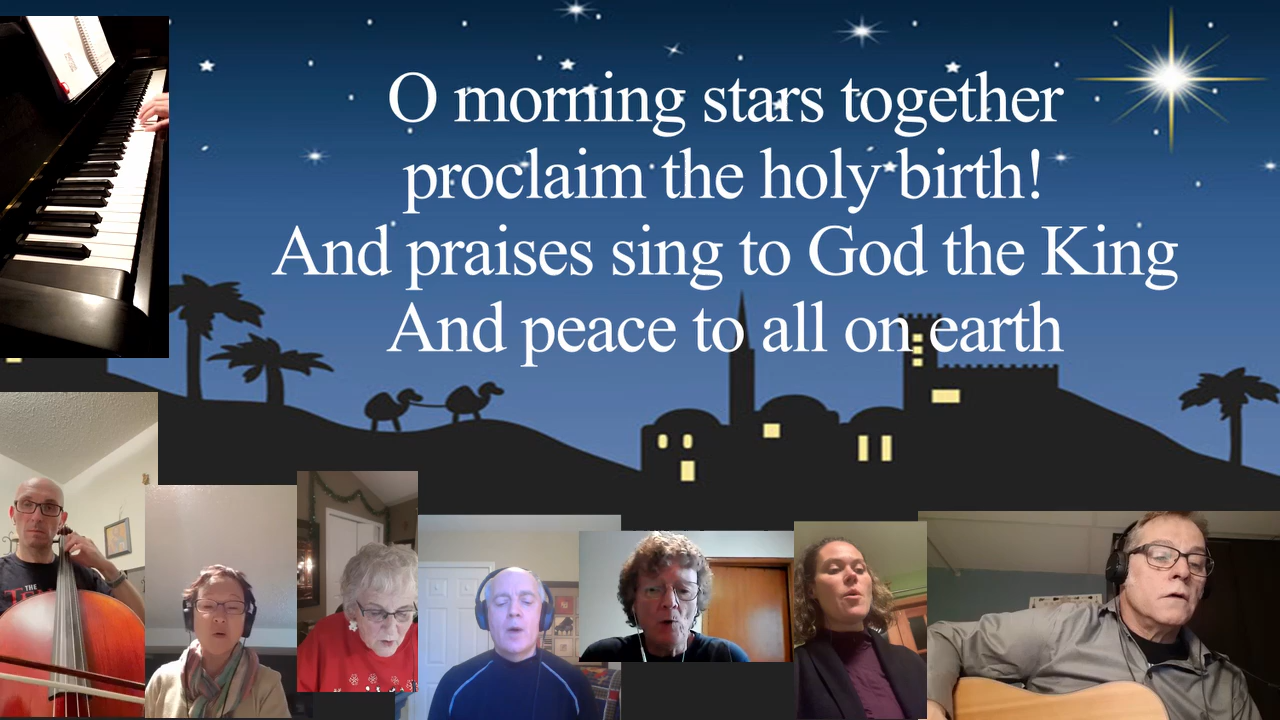 O morning stars together
proclaim the holy birth!
And praises sing to God the King
And peace to all on earth
THE